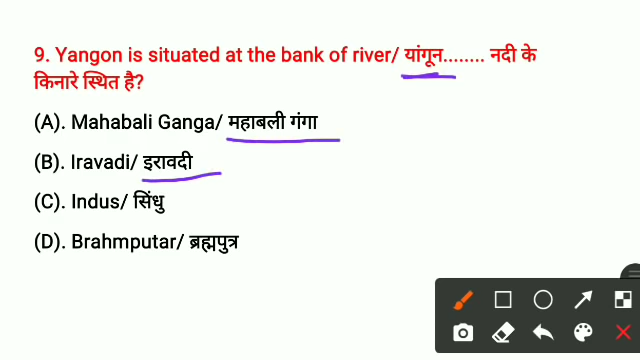 9. Yangon is situated at the bank of river/ यांगून........ नदी के
किनारे स्थित है?
(A). Mahabali Ganga/ महाबली गंगा
(B). Iravadi/ इरावदी
(C). Indus/ सिंधु
(D). Brahmputar/ ब्रह्मपुत्र